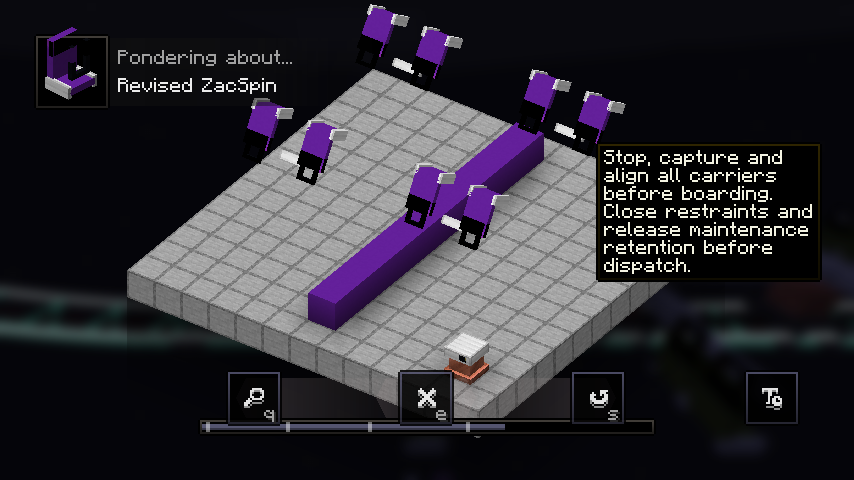 Pondering about...
Revised ZacSpin
Stop, capture and
align all carriers
before boarding.
Close restraints and
release maintenance
retention before
dispatch.
q
e
s
T